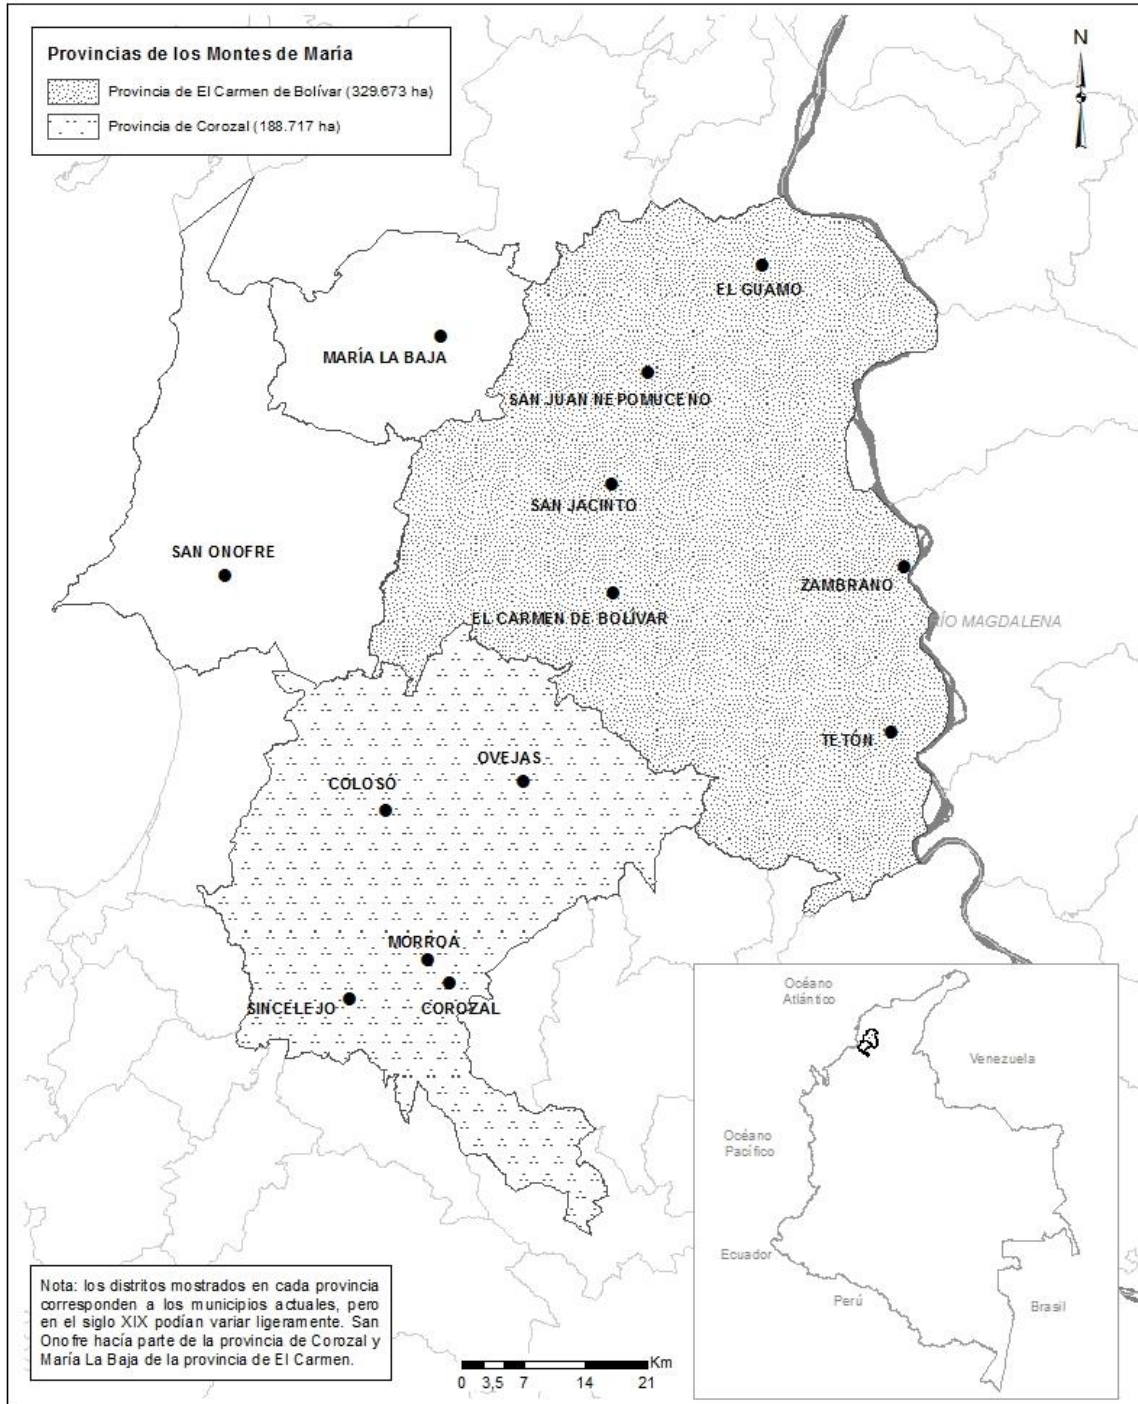 Provincias de los Montes de María
Provincia de El Carmen de Bolívar (329.673 ha)
Provincia de Corozal (188.717 ha)
N
EL GUAMO
MARÍA LA BAJA
SAN JUAN NEPOMUCENO
SAN JACINTO
SAN ONOFRE
ZAMBRANO
EL CARMEN DE BOLÍVAR
RÍO MAGDALENA
TETÓN
OVEJAS
COLOSÓ
MORROA
SINCELEJO
COROZAL
Océano
Atlántico
Venezuela
Océano
Pacífico
Ecuador
Perú
Brasil
Nota: los distritos mostrados en cada provincia
corresponden a los municipios actuales, pero
en el siglo XIX podían variar ligeramente. San
Onofre hacía parte de la provincia de Corozal y
María La Baja de la provincia de El Carmen.
Km
0 3,5 7 14 21